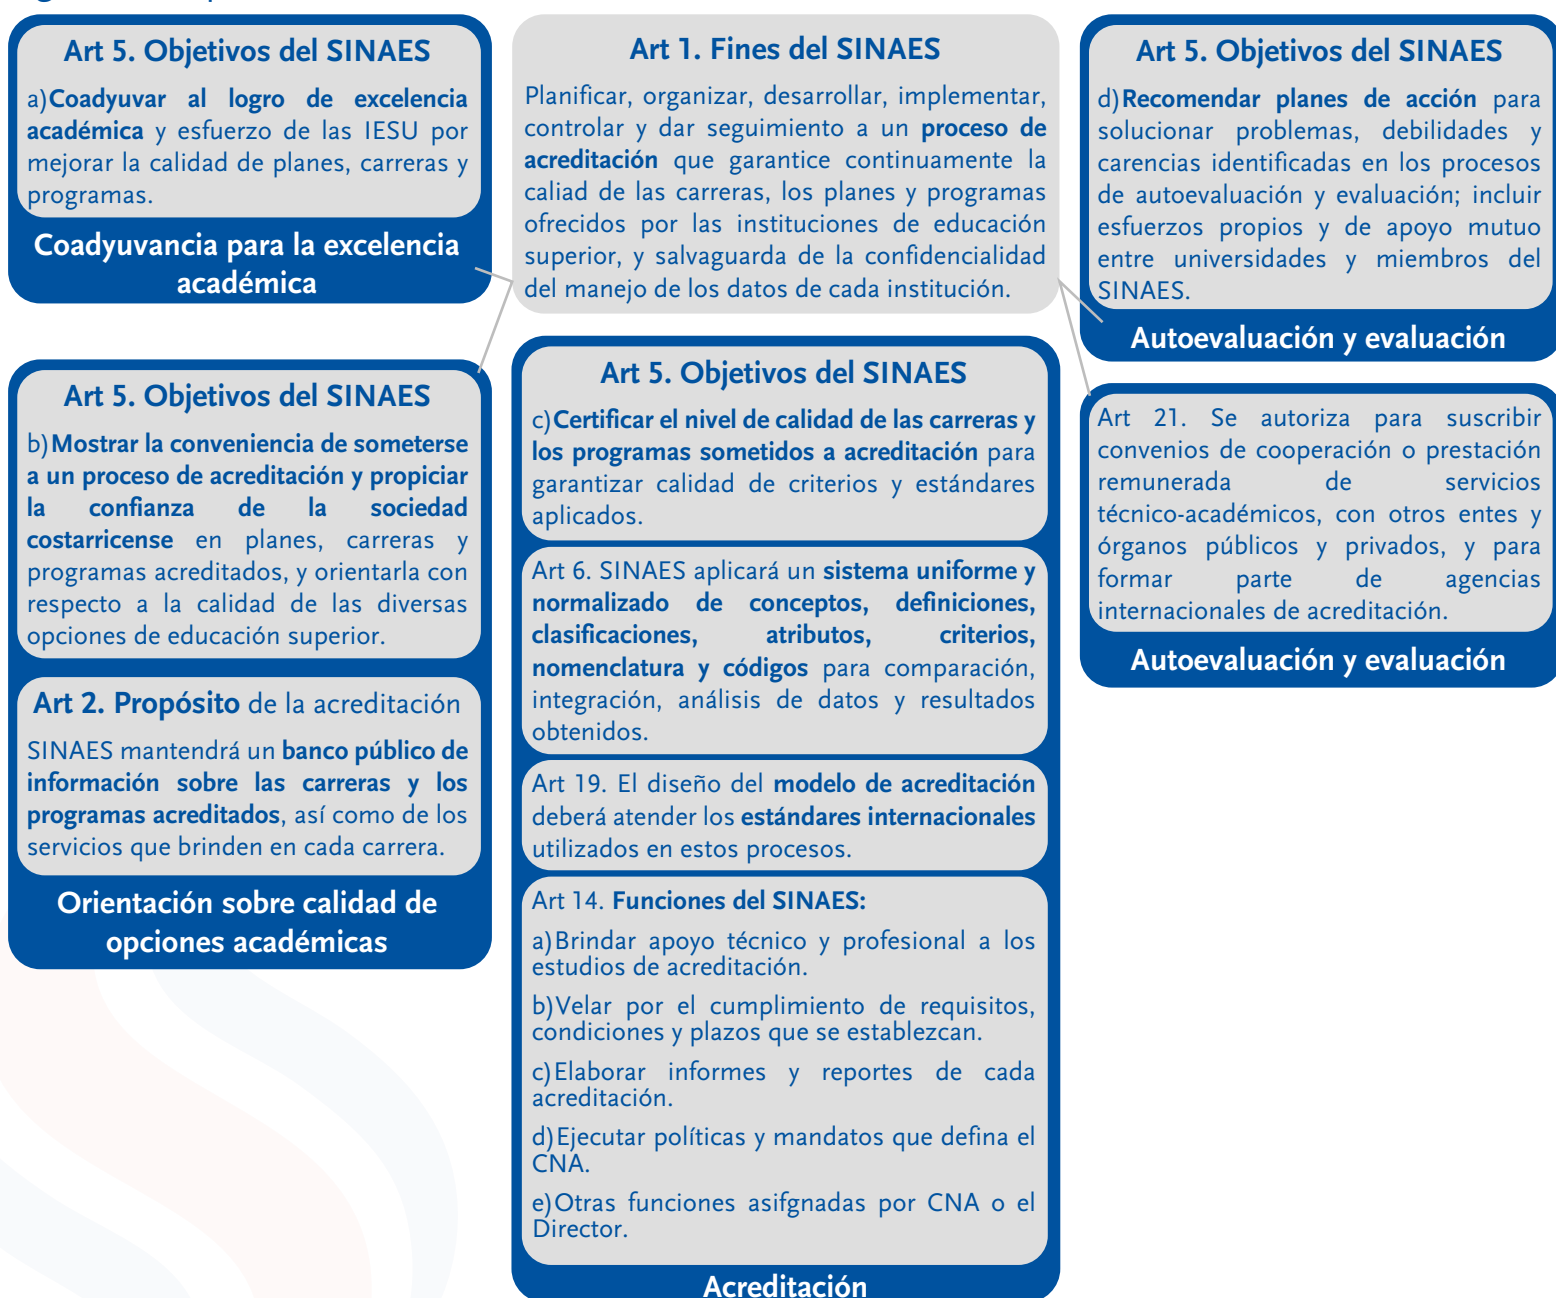 Art 5. Objetivos del SINAES
a)Coadyuvar al logro de excelencia
académica y esfuerzo de las IESU por
mejorar la calidad de planes, carreras y
programas.
Coadyuvancia para la excelencia
académica
Art 5. Objetivos del SINAES
b)Mostrar la conveniencia de someterse
a un proceso de acreditación y propiciar
la confianza de la sociedad
costarricense en planes, carreras y
programas acreditados, y orientarla con
respecto a la calidad de las diversas
opciones de educación superior.
Art 2. Propósito de la acreditación
SINAES mantendrá un banco público de
información sobre las carreras y los
programas acreditados, así como de los
servicios que brinden en cada carrera.
Orientación sobre calidad de
opciones académicas
Art 1. Fines del SINAES
Planificar, organizar, desarrollar, implementar,
controlar y dar seguimiento a un proceso de
acreditación que garantice continuamente la
caliad de las carreras, los planes y programas
ofrecidos por las instituciones de educación
superior, y salvaguarda de la confidencialidad
del manejo de los datos de cada institución.
Art 5. Objetivos del SINAES
c)Certificar el nivel de calidad de las carreras y
los programas sometidos a acreditación para
garantizar calidad de criterios y estándares
aplicados.
Art 6. SINAES aplicará un sistema uniforme y
normalizado de conceptos, definiciones,
clasificaciones, atributos, criterios,
nomenclatura y códigos para comparación,
integración, análisis de datos y resultados
obtenidos.
Art 19. El diseño del modelo de acreditación
deberá atender los estándares internacionales
utilizados en estos procesos.
Art 14. Funciones del SINAES:
a)Brindar apoyo técnico y profesional a los
estudios de acreditación.
b)Velar por el cumplimiento de requisitos,
condiciones y plazos que se establezcan.
c)Elaborar informes y reportes de cada
acreditación.
d)Ejecutar políticas y mandatos que defina el
CNA.
e)Otras funciones asifgnadas por CNA o el
Director.
Acreditación
Art 5. Objetivos del SINAES
d)Recomendar planes de acción para
solucionar problemas, debilidades y
carencias identificadas en los procesos
de autoevaluación y evaluación; incluir
esfuerzos propios y de apoyo mutuo
entre universidades y miembros del
SINAES.
Autoevaluación y evaluación
Art 21. Se autoriza para suscribir
convenios de cooperación o prestación
remunerada de servicios
técnico-académicos, con otros entes y
órganos públicos y privados, y para
formar parte de agencias
internacionales de acreditación.
Autoevaluación y evaluación